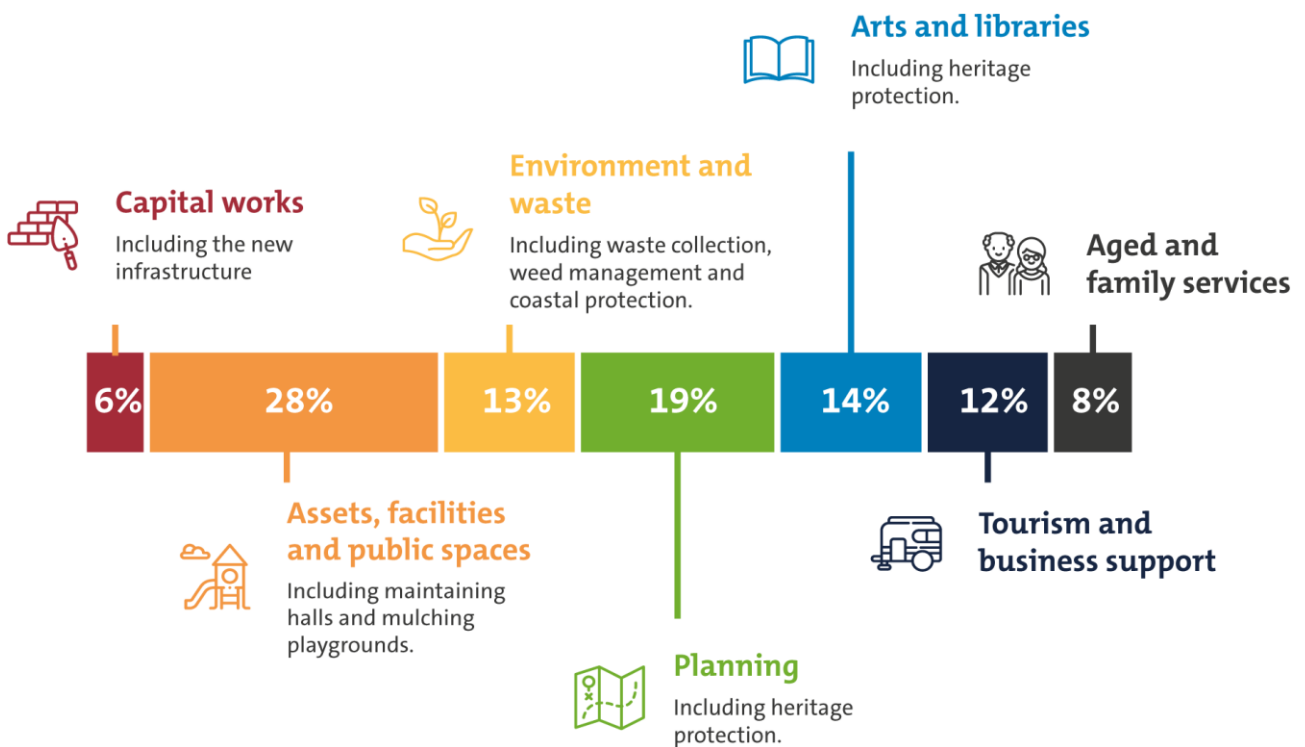 Arts and libraries
Including heritage
protection.
Environment and
waste
Including waste collection,
weed management and
coastal protection.
Capital works
Including the new
infrastructure
Aged and
family services
6%
28%
13%
19%
14%
12%
8%
Assets, facilities
and public spaces
Including maintaining
halls and mulching
playgrounds.
Tourism and
business support
Planning
Including heritage
protection.